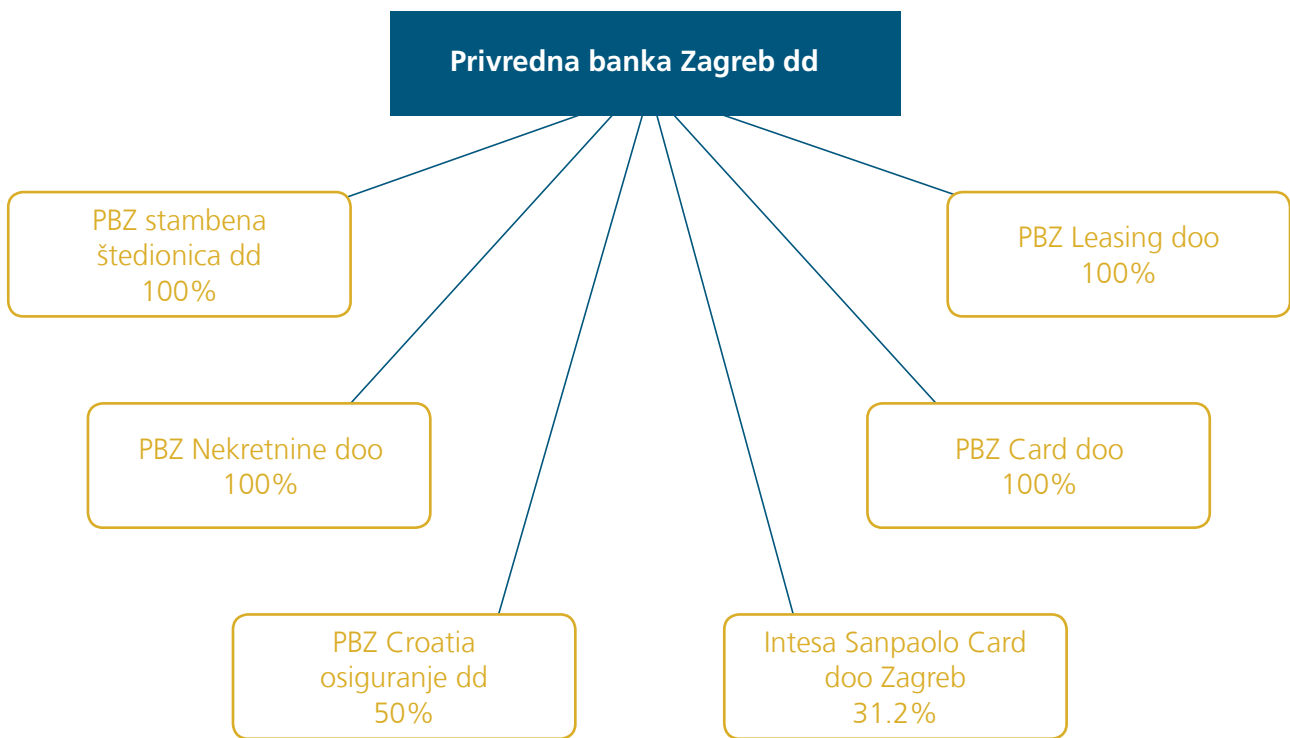 Privredna banka Zagreb dd
PBZ stambena
štedionica dd
100%
PBZ Leasing doo
100%
PBZ Nekretnine doo
100%
PBZ Card doo
100%
PBZ Croatia
osiguranje dd
50%
Intesa Sanpaolo Card
doo Zagreb
31.2%